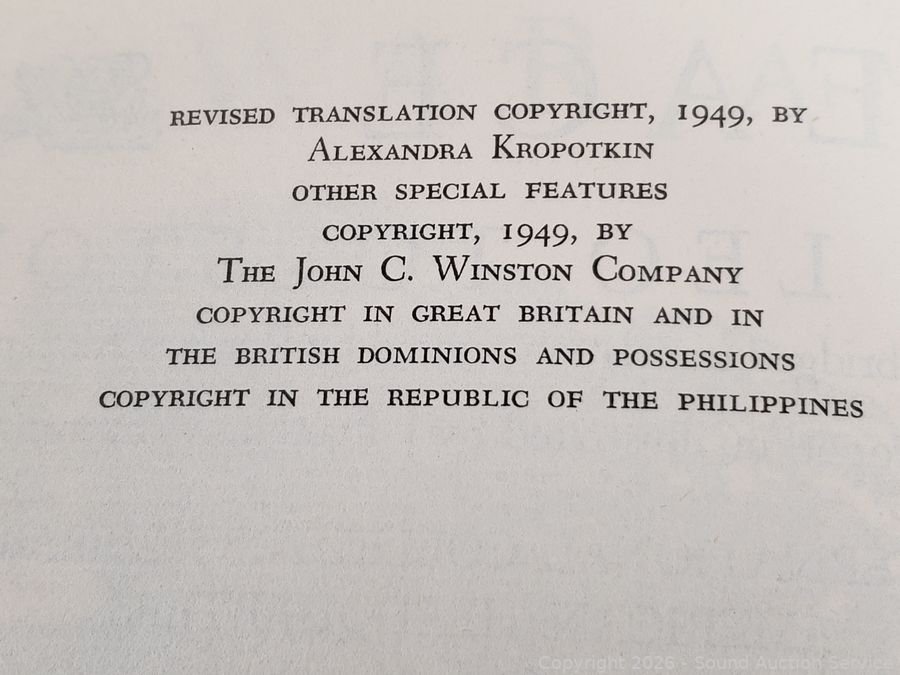 REVISED TRANSLATION COPYRIGHT, 1949, BY
ALEXANDRA KROPOTKIN
OTHER SPECIAL FEATURES
COPYRIGHT, 1949, BY
THE JOHN C. WINSTON COMPANY
COPYRIGHT IN GREAT BRITAIN AND IN
THE BRITISH DOMINIONS AND POSSESSIONS
COPYRIGHT IN THE REPUBLIC OF THE PHILIPPINES
Copyright 2026 - Sound Auction Service